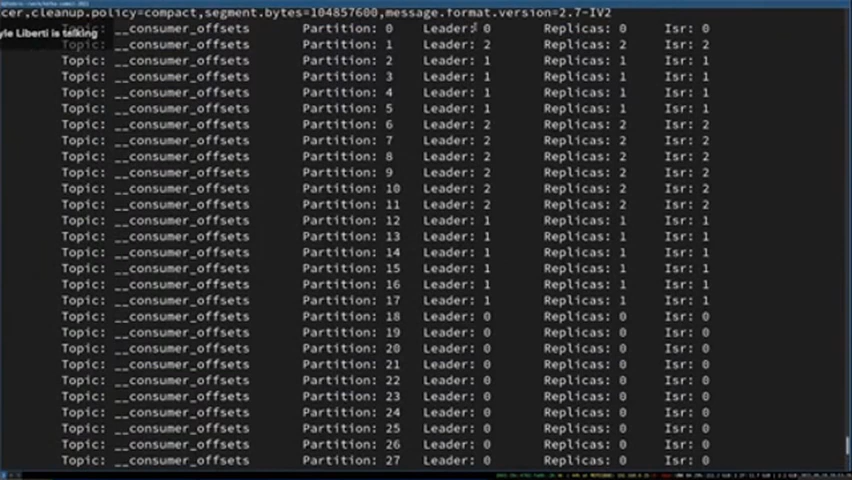 cer,cleanup.policy=compact,segment.bytes=104857600,message.format.version=2.7-IV2
Topic: __consumer_offsets Partition: 0 Leader: 0 Replicas: 0 Isr: 0
yle Liberti is talking
Topic: __consumer_offsets Partition: 1 Leader: 2 Replicas: 2 Isr: 2
Topic: __consumer_offsets Partition: 2 Leader: 1 Replicas: 1 Isr: 1
Topic: __consumer_offsets Partition: 3 Leader: 1 Replicas: 1 Isr: 1
Topic: __consumer_offsets Partition: 4 Leader: 1 Replicas: 1 Isr: 1
Topic: __consumer_offsets Partition: 5 Leader: 1 Replicas: 1 Isr: 1
Topic: __consumer_offsets Partition: 6 Leader: 2 Replicas: 2 Isr: 2
Topic: __consumer_offsets Partition: 7 Leader: 2 Replicas: 2 Isr: 2
Topic: __consumer_offsets Partition: 8 Leader: 2 Replicas: 2 Isr: 2
Topic: __consumer_offsets Partition: 9 Leader: 2 Replicas: 2 Isr: 2
Topic: __consumer_offsets Partition: 10 Leader: 2 Replicas: 2 Isr: 2
Topic: __consumer_offsets Partition: 11 Leader: 2 Replicas: 2 Isr: 2
Topic: __consumer_offsets Partition: 12 Leader: 1 Replicas: 1 Isr: 1
Topic: __consumer_offsets Partition: 13 Leader: 1 Replicas: 1 Isr: 1
Topic: __consumer_offsets Partition: 14 Leader: 1 Replicas: 1 Isr: 1
Topic: __consumer_offsets Partition: 15 Leader: 1 Replicas: 1 Isr: 1
Topic: __consumer_offsets Partition: 16 Leader: 1 Replicas: 1 Isr: 1
Topic: __consumer_offsets Partition: 17 Leader: 1 Replicas: 1 Isr: 1
Topic: __consumer_offsets Partition: 18 Leader: 0 Replicas: 0 Isr: 0
Topic: __consumer_offsets Partition: 19 Leader: 0 Replicas: 0 Isr: 0
Topic: __consumer_offsets Partition: 20 Leader: 0 Replicas: 0 Isr: 0
Topic: __consumer_offsets Partition: 21 Leader: 0 Replicas: 0 Isr: 0
Topic: __consumer_offsets Partition: 22 Leader: 0 Replicas: 0 Isr: 0
Topic: __consumer_offsets Partition: 23 Leader: 0 Replicas: 0 Isr: 0
Topic: __consumer_offsets Partition: 24 Leader: 0 Replicas: 0 Isr: 0
Topic: __consumer_offsets Partition: 25 Leader: 0 Replicas: 0 Isr: 0
Topic: __consumer_offsets Partition: 26 Leader: 0 Replicas: 0 Isr: 0
Topic: __consumer_offsets Partition: 27 Leader: 0 Replicas: 0 Isr: 0